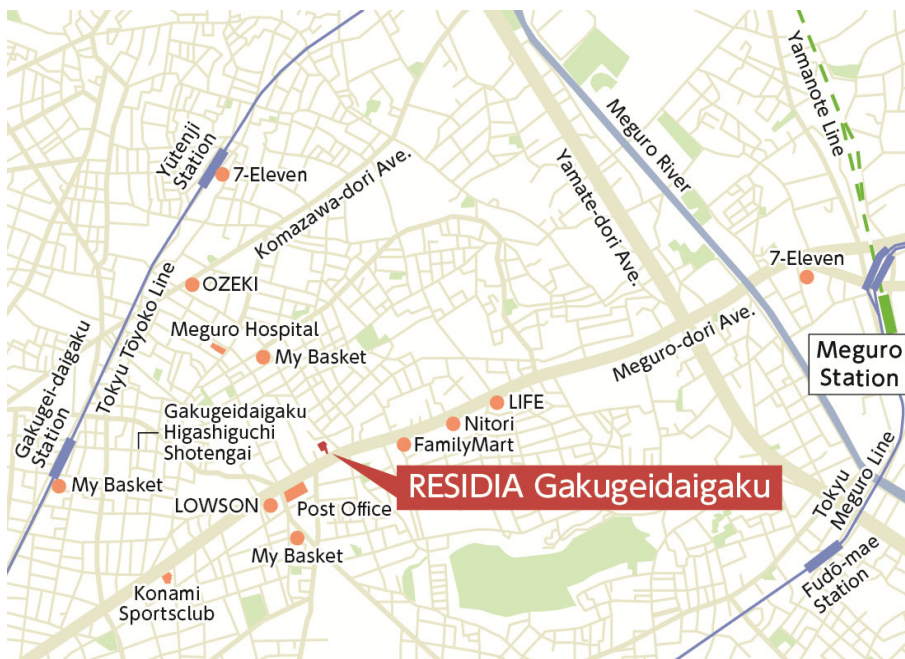 Yamanote Line
Meguro River
Yūtenji
Station
7-Eleven
Komazawa-dori Ave.
Yamate-dori Ave.
7-Eleven
OZEKI
Tokyu Toyoko Line
Meguro Hospital
My Basket
Meguro-dori Ave.
Meguro
Station
Gakugei-daigaku
Station
Gakugeidaigaku
Higashiguchi
Shotengai
LIFE
Nitori
FamilyMart
My Basket
RESIDIA Gakugeidaigaku
LOWSON
Post Office
My Basket
Tokyu
Meguro Line
Fudō-mae
Station
Konami
Sportsclub